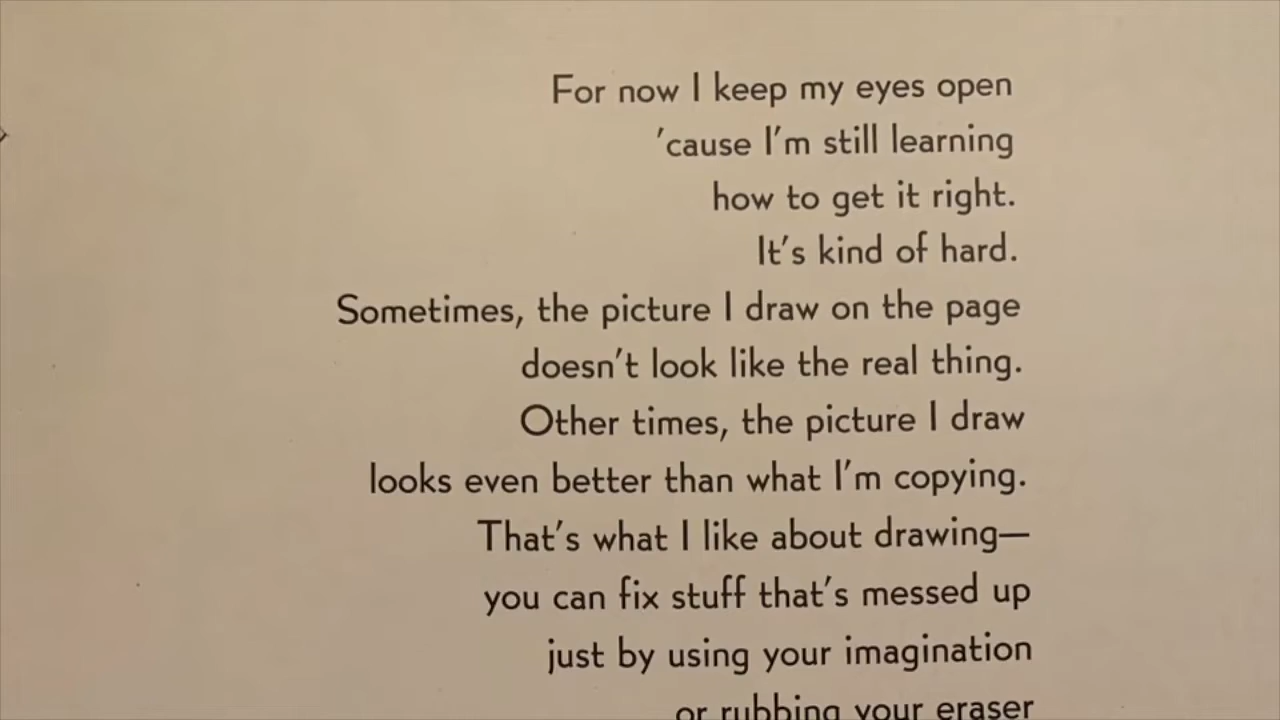 For now I keep my eyes open
’cause I’m still learning
how to get it right.
It’s kind of hard.
Sometimes, the picture I draw on the page
doesn’t look like the real thing.
Other times, the picture I draw
looks even better than what I’m copying.
That’s what I like about drawing—
you can fix stuff that’s messed up
just by using your imagination
or rubbing your eraser